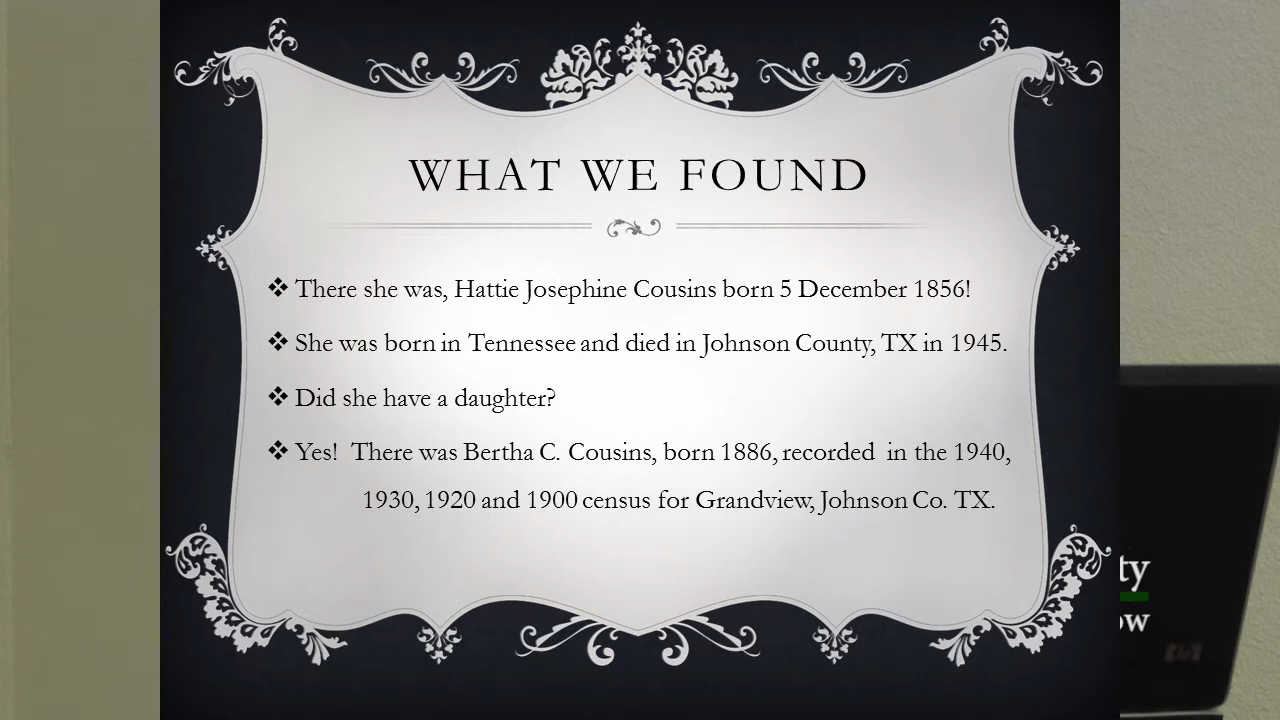 WHAT WE FOUND
❖ There she was, Hattie Josephine Cousins born 5 December 1856!
❖ She was born in Tennessee and died in Johnson County, TX in 1945.
❖ Did she have a daughter?
❖ Yes!  There was Bertha C. Cousins, born 1886, recorded  in the 1940,
1930, 1920 and 1900 census for Grandview, Johnson Co. TX.
ty
ow